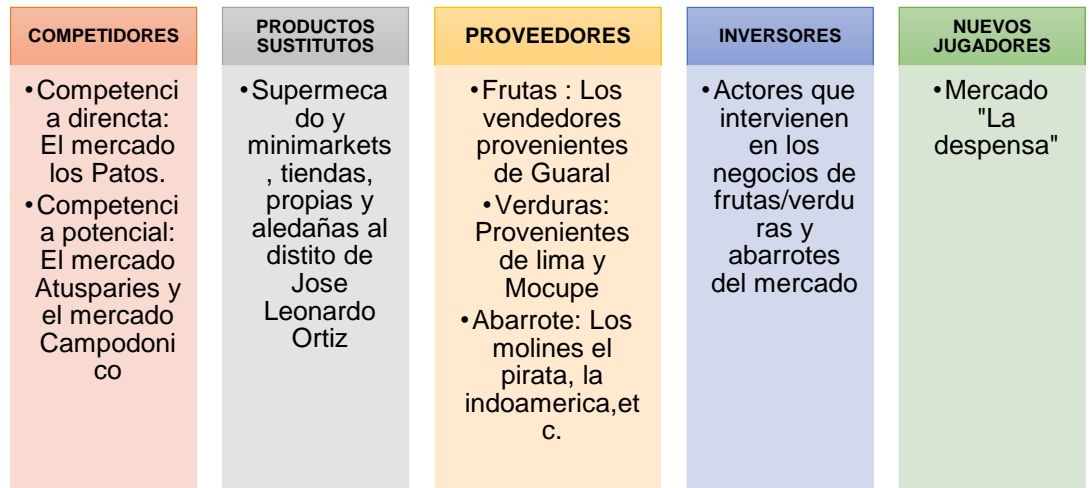 COMPETIDORES
•Competenci
a direncta:
El mercado
los Patos.
•Competenci
a potencial:
El mercado
Atusparies y
el mercado
Campodoni
co
PRODUCTOS
SUSTITUTOS
•Supermeca
do y
minimarkets
, tiendas,
propias y
aledañas al
distito de
Jose
Leonardo
Ortiz
PROVEEDORES
•Frutas : Los
vendedores
provenientes
de Guaral
•Verduras:
Provenientes
de lima y
Mocupe
•Abarrote: Los
molines el
pirata, la
indoamerica,et
c.
INVERSORES
•Actores que
intervienen
en los
negocios de
frutas/verdu
ras y
abarrotes
del mercado
NUEVOS
JUGADORES
•Mercado
"La
despensa"